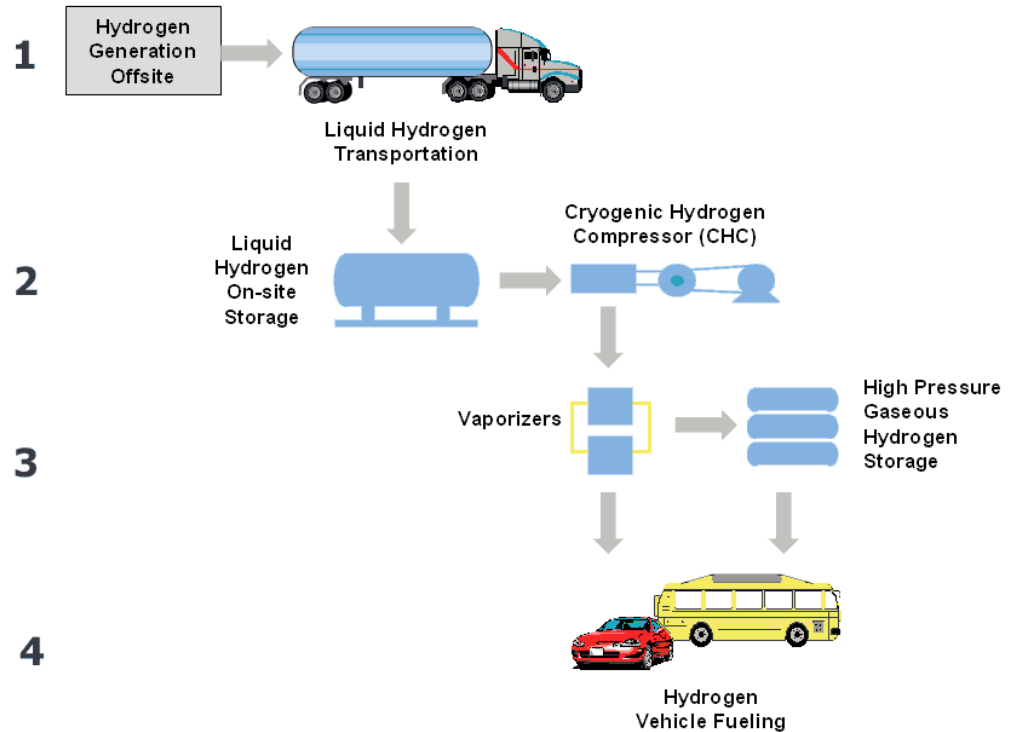 1
Hydrogen
Generation
Offsite
Liquid Hydrogen
Transportation
2
Liquid
Hydrogen
On-site
Storage
Cryogenic Hydrogen
Compressor (CHC)
3
Vaporizers
High Pressure
Gaseous
Hydrogen
Storage
4
Hydrogen
Vehicle Fueling